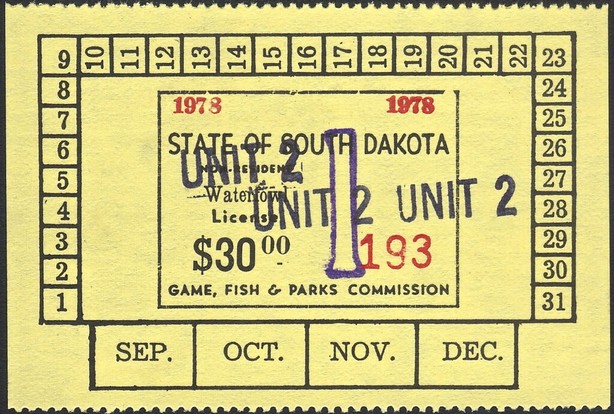 9 10 11 12 13 14 15 16 17 18 19 20 21 22 23
8 24
7 25
6 26
5 27
4 28
3 29
2 30
1 31
1978 1978
STATE OF SOUTH DAKOTA
UNIT 2
NON-RESIDENT
Waterfowl
UNIT 2 UNIT 2
License
$30 00
193
GAME, FISH & PARKS COMMISSION
SEP. OCT. NOV. DEC.